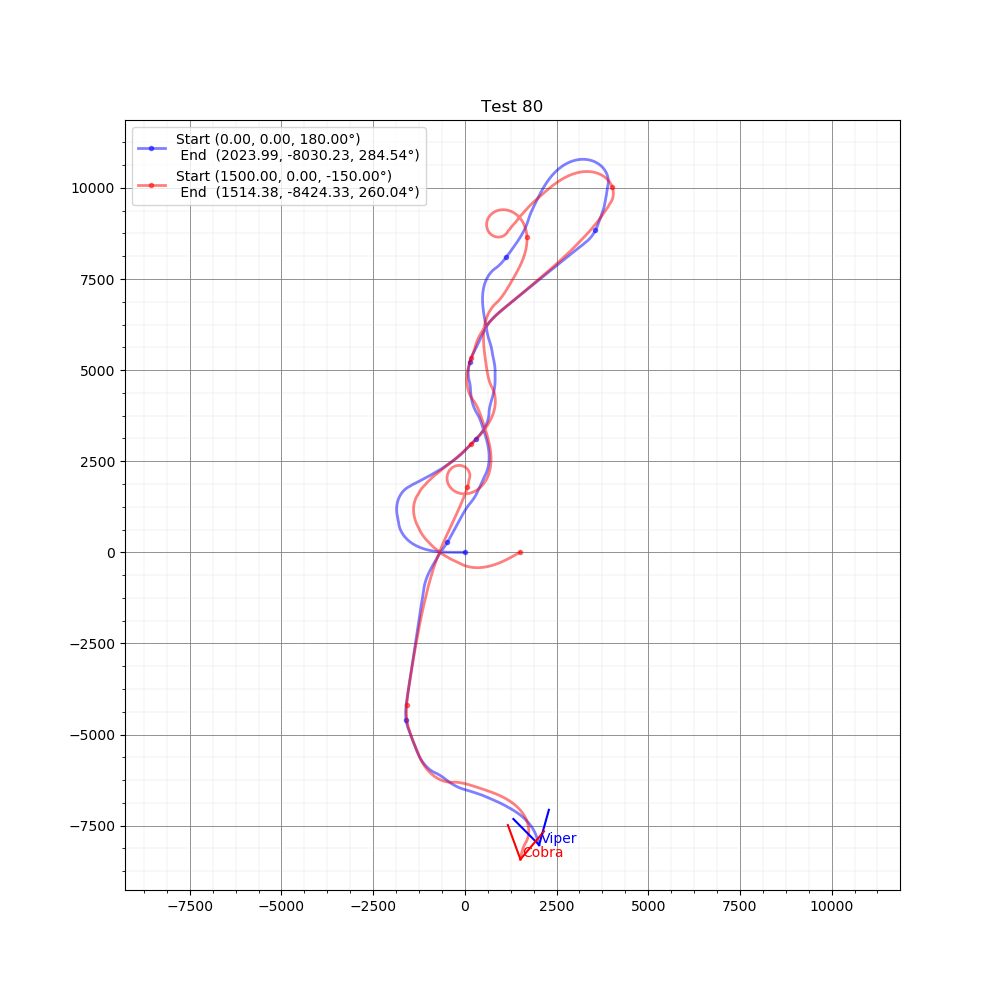 Test 80
Start (0.00, 0.00, 180.00°)
End (2023.99, -8030.23, 284.54°)
Start (1500.00, 0.00, -150.00°)
End (1514.38, -8424.33, 260.04°)
10000
7500
5000
2500
0
−2500
−5000
−7500
Viper
Cobra
−7500 −5000 −2500 0 2500 5000 7500 10000